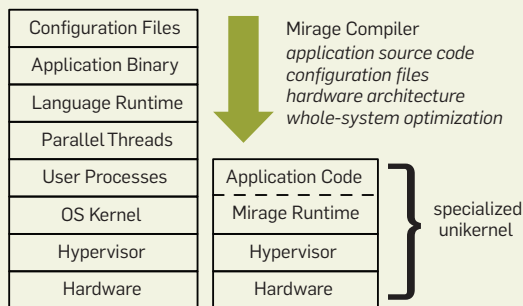 Configuration Files
Application Binary
Language Runtime
Parallel Threads
User Processes
OS Kernel
Hypervisor
Hardware
Mirage Compiler
application source code
configuration files
hardware architecture
whole-system optimization
Application Code
Mirage Runtime
Hypervisor
Hardware
specialized
unikernel